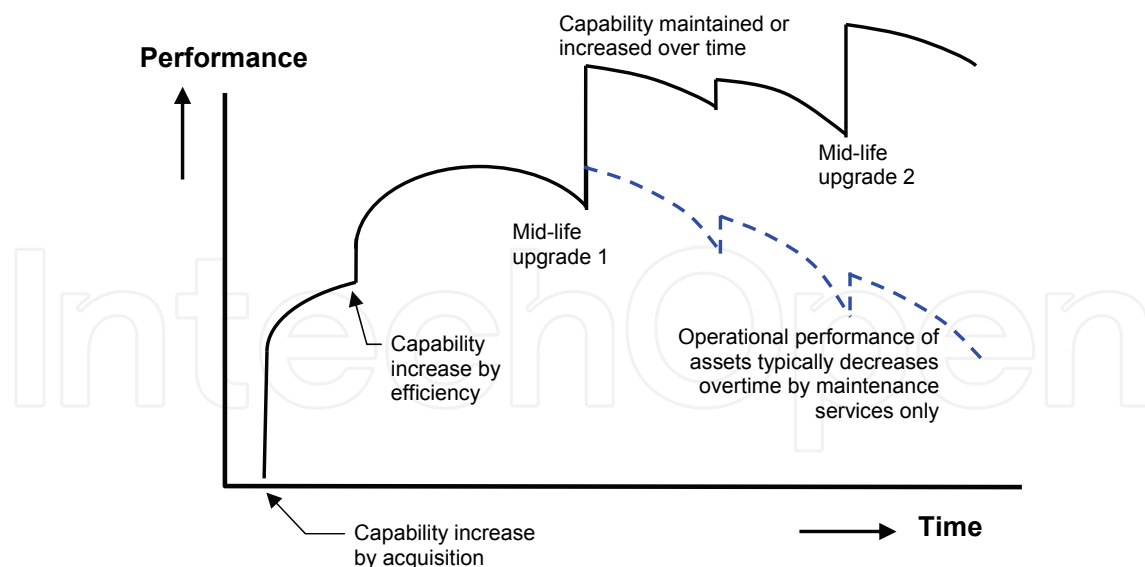 Capability maintained or
increased over time
Performance
Mid-life
upgrade 2
Mid-life
upgrade 1
Capability
increase by
efficiency
Operational performance of
assets typically decreases
overtime by maintenance
services only
Capability increase
by acquisition
Time
IntechOpen